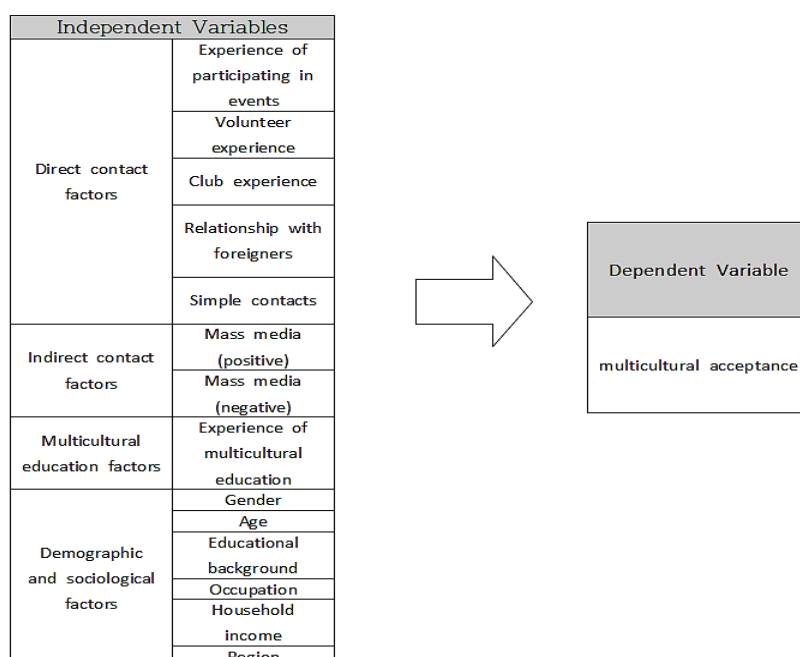 Independent Variables
Direct contact
factors
Experience of
participating in
events
Volunteer
experience
Club experience
Relationship with
foreigners
Simple contacts
Indirect contact
factors
Mass media
(positive)
Mass media
(negative)
Multicultural
education factors
Experience of
multicultural
education
Demographic
and sociological
factors
Gender
Age
Educational
background
Occupation
Household
income
Region
Dependent Variable
multicultural acceptance